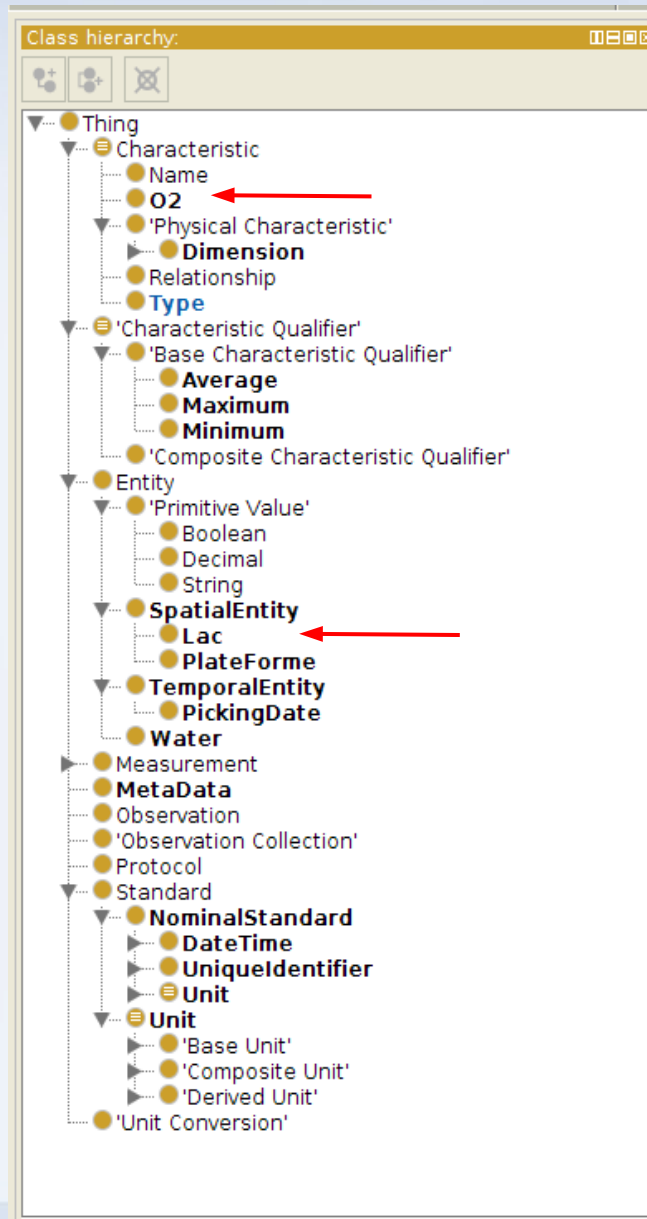 Class hierarchy:
Thing
Characteristic
Name
O2
'Physical Characteristic'
Dimension
Relationship
Type
'Characteristic Qualifier'
'Base Characteristic Qualifier'
Average
Maximum
Minimum
'Composite Characteristic Qualifier'
Entity
'Primitive Value'
Boolean
Decimal
String
SpatialEntity
Lac
PlateForme
TemporalEntity
PickingDate
Water
Measurement
MetaData
Observation
'Observation Collection'
Protocol
Standard
NominalStandard
DateTime
UniqueIdentifier
Unit
Unit
'Base Unit'
'Composite Unit'
'Derived Unit'
'Unit Conversion'